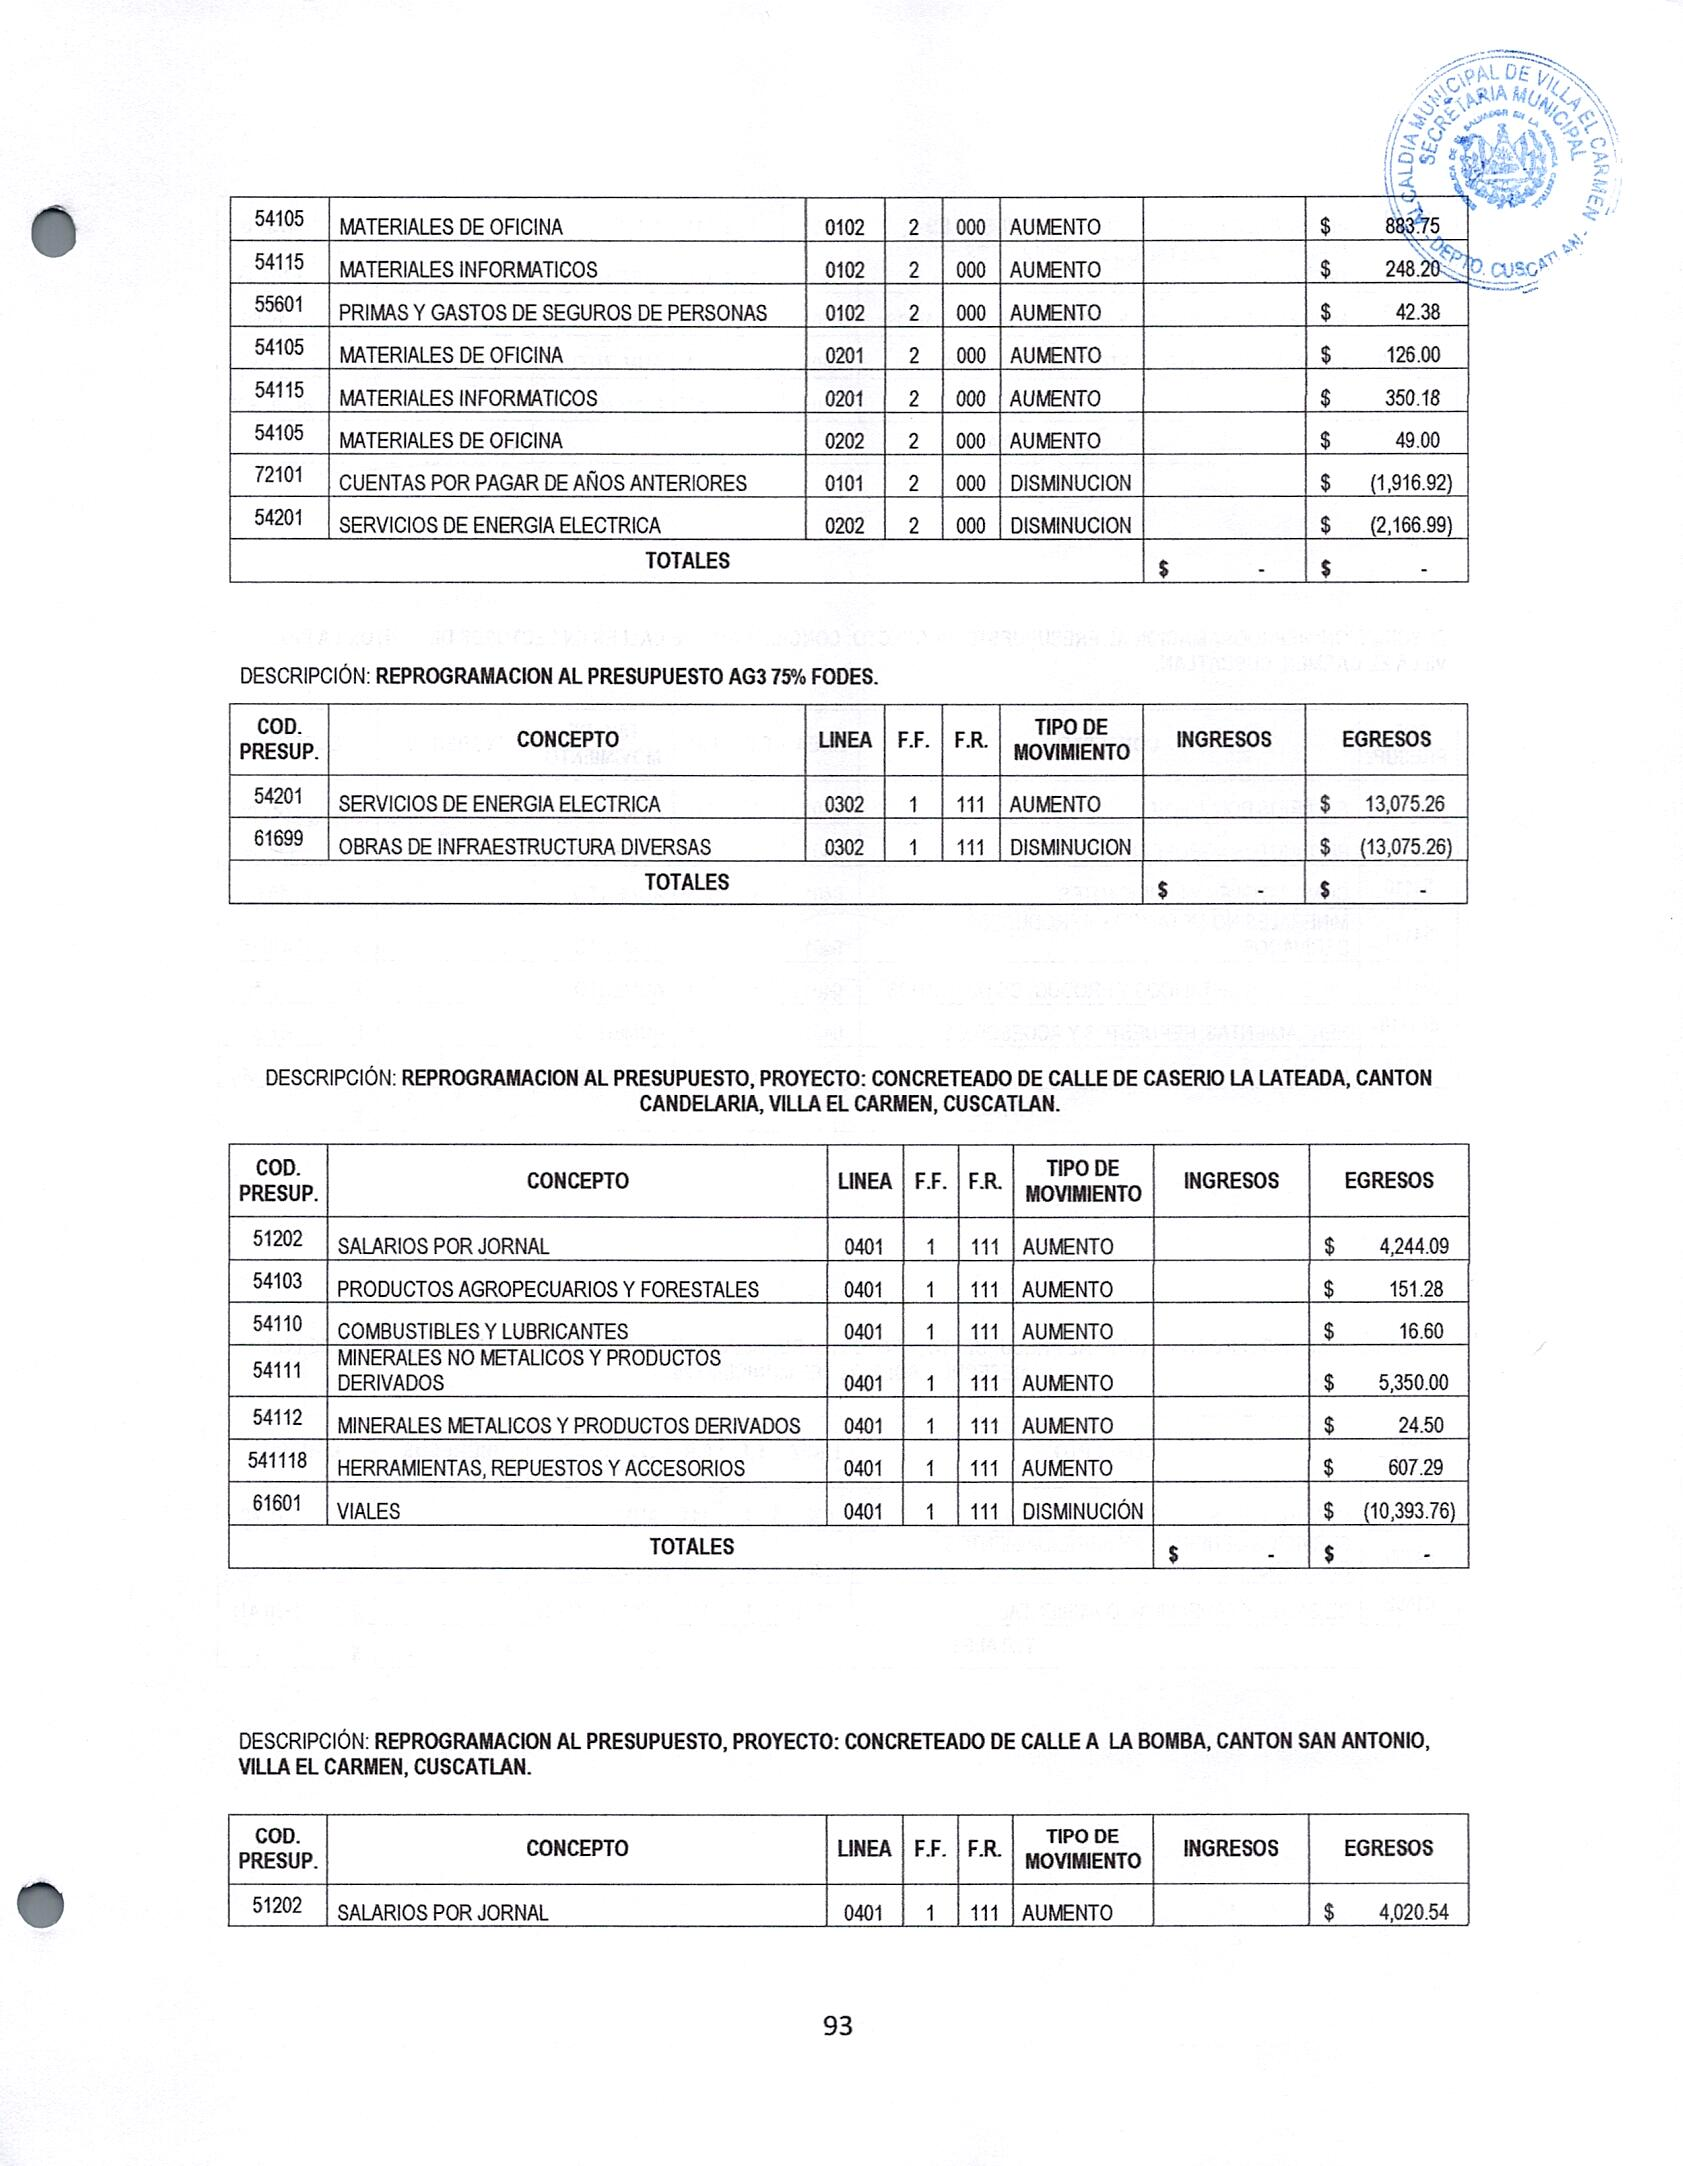 ALCALDIA MUNICIPAL DE VILLA EL CARMEN
SECRETARIA MUNICIPAL
- DEPTO. CUSCATLAN -
54105 MATERIALES DE OFICINA 0102 2 000 AUMENTO $ 883.75
54115 MATERIALES INFORMATICOS 0102 2 000 AUMENTO $ 248.20
55601 PRIMAS Y GASTOS DE SEGUROS DE PERSONAS 0102 2 000 AUMENTO $ 42.38
54105 MATERIALES DE OFICINA 0201 2 000 AUMENTO $ 126.00
54115 MATERIALES INFORMATICOS 0201 2 000 AUMENTO $ 350.18
54105 MATERIALES DE OFICINA 0202 2 000 AUMENTO $ 49.00
72101 CUENTAS POR PAGAR DE AÑOS ANTERIORES 0101 2 000 DISMINUCION $ (1,916.92)
54201 SERVICIOS DE ENERGIA ELECTRICA 0202 2 000 DISMINUCION $ (2,166.99)
TOTALES $ - $ -
DESCRIPCIÓN: REPROGRAMACION AL PRESUPUESTO AG3 75% FODES.
COD. PRESUP. CONCEPTO LINEA F.F. F.R. TIPO DE MOVIMIENTO INGRESOS EGRESOS
54201 SERVICIOS DE ENERGIA ELECTRICA 0302 1 111 AUMENTO $ 13,075.26
61699 OBRAS DE INFRAESTRUCTURA DIVERSAS 0302 1 111 DISMINUCION $ (13,075.26)
TOTALES $ - $ -
DESCRIPCIÓN: REPROGRAMACION AL PRESUPUESTO, PROYECTO: CONCRETEADO DE CALLE DE CASERIO LA LATEADA, CANTON
CANDELARIA, VILLA EL CARMEN, CUSCATLAN.
COD. PRESUP. CONCEPTO LINEA F.F. F.R. TIPO DE MOVIMIENTO INGRESOS EGRESOS
51202 SALARIOS POR JORNAL 0401 1 111 AUMENTO $ 4,244.09
54103 PRODUCTOS AGROPECUARIOS Y FORESTALES 0401 1 111 AUMENTO $ 151.28
54110 COMBUSTIBLES Y LUBRICANTES 0401 1 111 AUMENTO $ 16.60
54111 MINERALES NO METALICOS Y PRODUCTOS DERIVADOS 0401 1 111 AUMENTO $ 5,350.00
54112 MINERALES METALICOS Y PRODUCTOS DERIVADOS 0401 1 111 AUMENTO $ 24.50
541118 HERRAMIENTAS, REPUESTOS Y ACCESORIOS 0401 1 111 AUMENTO $ 607.29
61601 VIALES 0401 1 111 DISMINUCIÓN $ (10,393.76)
TOTALES $ - $ -
DESCRIPCIÓN: REPROGRAMACION AL PRESUPUESTO, PROYECTO: CONCRETEADO DE CALLE A LA BOMBA, CANTON SAN ANTONIO,
VILLA EL CARMEN, CUSCATLAN.
COD. PRESUP. CONCEPTO LINEA F.F. F.R. TIPO DE MOVIMIENTO INGRESOS EGRESOS
51202 SALARIOS POR JORNAL 0401 1 111 AUMENTO $ 4,020.54
93